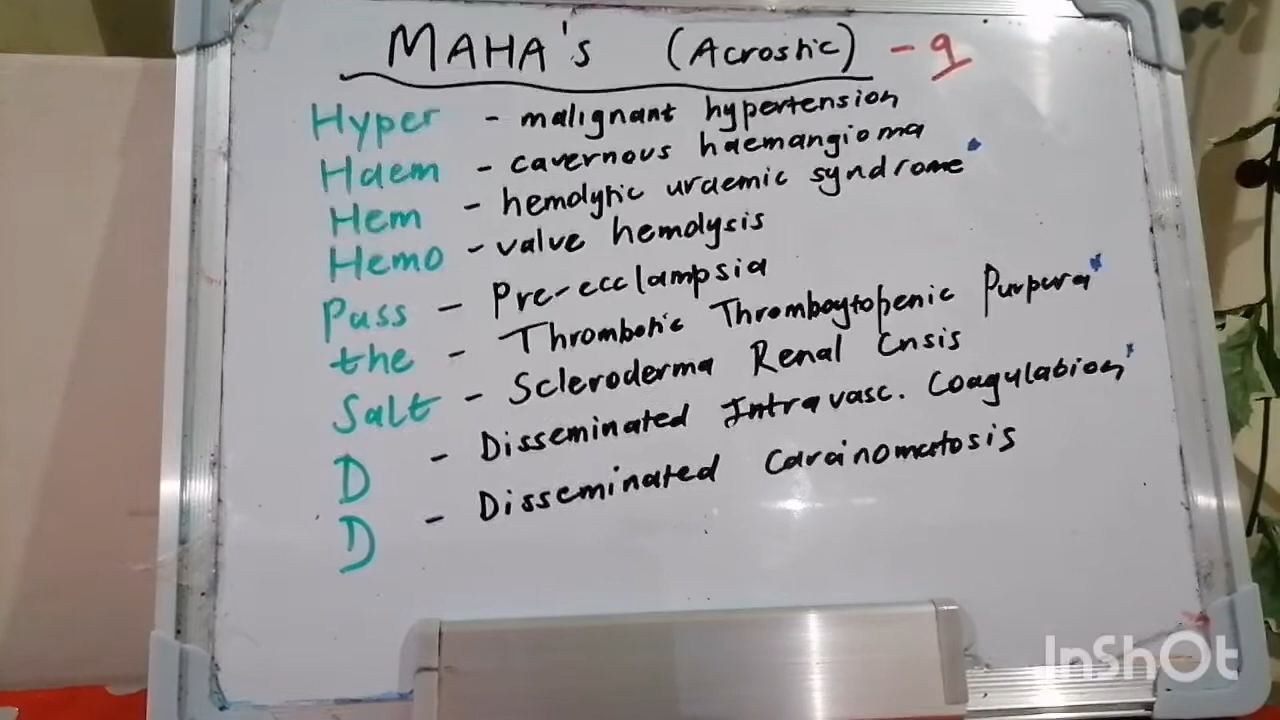 MAHA's (Acrostic) - 9
Hyper - malignant hypertension
Haem - cavernous haemangioma
Hem - hemolytic uraemic syndrome*
Hemo - valve hemolysis
Pass - Pre-ecclampsia
the - Thrombotic Thrombocytopenic Purpura*
Salt - Scleroderma Renal Crisis
D - Disseminated Intravasc. Coagulation*
D - Disseminated Carcinomatosis
InShOt